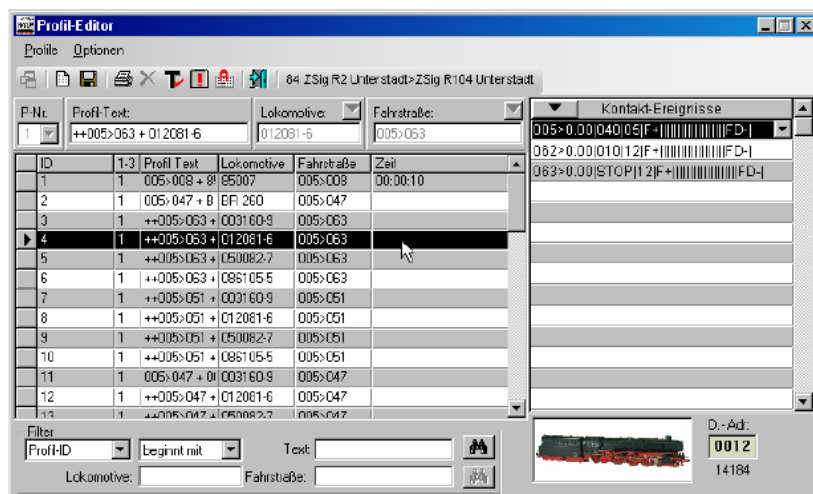 Profil-Editor
Profile Optionen
84 ZSig R2 Unterstadt>ZSig R104 Unterstadt
P-Nr. Profil-Text: Lokomotive: Fahrstraße:
1 ++005>063 + 012081-6 012081-6 005>063
Kontakt-Ereignisse
005>0.00|040|05|F+||||||||||||||||FD-|
062>0.00|010|12|F+||||||||||||||||FD-|
063>0.00|STOP|12|F+||||||||||||||||FD-|
ID 1-3 Profil Text Lokomotive Fahrstraße Zeit
1 1 005>008 + 8! 85007 005>008 00:00:10
2 1 005>047 + B BR 260 005>047
3 1 ++005>063 + 003160-9 005>063
4 1 ++005>063 + 012081-6 005>063
5 1 ++005>063 + 050082-7 005>063
6 1 ++005>063 + 086105-5 005>063
7 1 ++005>051 + 003160-9 005>051
8 1 ++005>051 + 012081-6 005>051
9 1 ++005>051 + 050082-7 005>051
10 1 ++005>051 + 086105-5 005>051
11 1 005>047 + 0 003160-9 005>047
12 1 ++005>047 + 012081-6 005>047
13 1 ++005>047 + 050082-7 005>047
Filter
Profil-ID beginnt mit Text:
Lokomotive: Fahrstraße:
D.- Adr.:
0012
14184